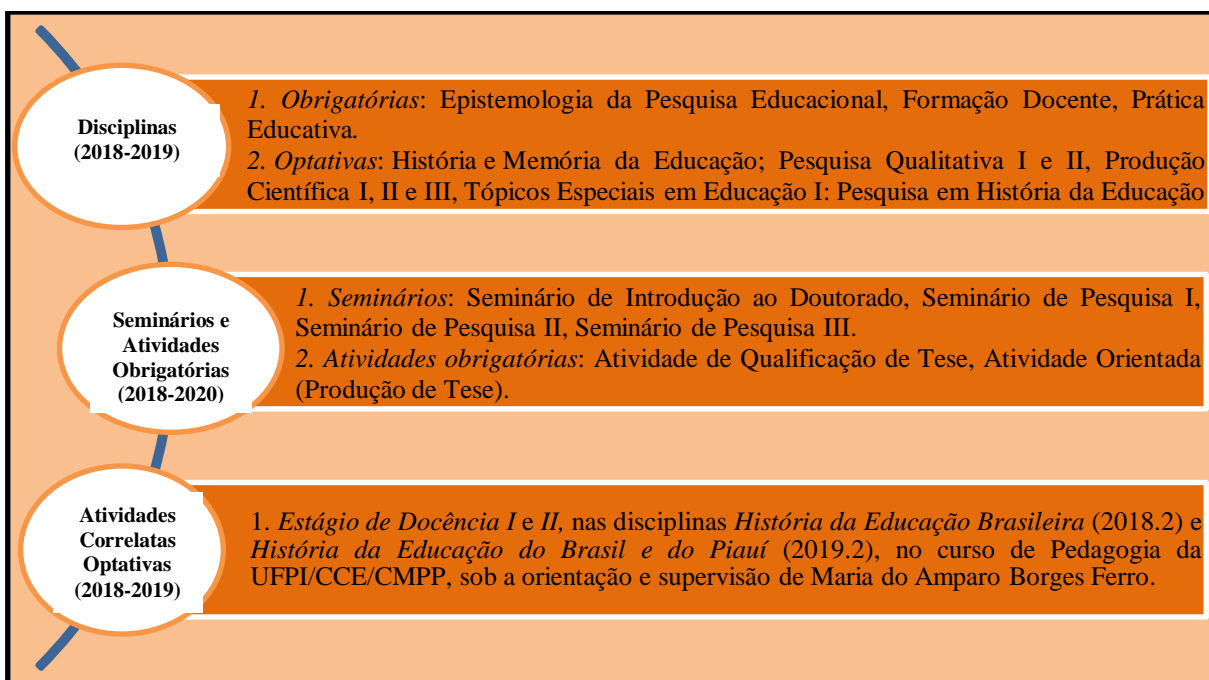 Disciplinas
(2018-2019)
1. Obrigatórias: Epistemologia da Pesquisa Educacional, Formação Docente, Prática
Educativa.
2. Optativas: História e Memória da Educação; Pesquisa Qualitativa I e II, Produção
Científica I, II e III, Tópicos Especiais em Educação I: Pesquisa em História da Educação
Seminários e
Atividades
Obrigatórias
(2018-2020)
1. Seminários: Seminário de Introdução ao Doutorado, Seminário de Pesquisa I,
Seminário de Pesquisa II, Seminário de Pesquisa III.
2. Atividades obrigatórias: Atividade de Qualificação de Tese, Atividade Orientada
(Produção de Tese).
Atividades
Correlatas
Optativas
(2018-2019)
1. Estágio de Docência I e II, nas disciplinas História da Educação Brasileira (2018.2) e
História da Educação do Brasil e do Piauí (2019.2), no curso de Pedagogia da
UFPI/CCE/CMPP, sob a orientação e supervisão de Maria do Amparo Borges Ferro.